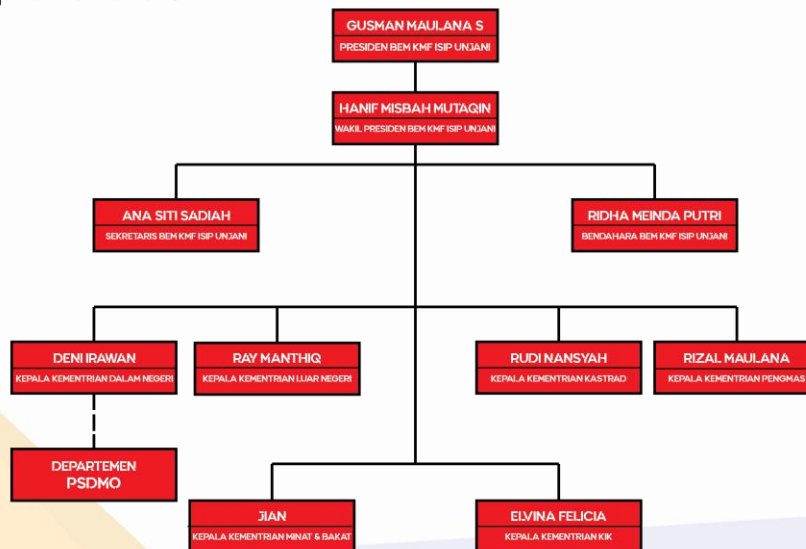 GUSMAN MAULANA S
PRESIDEN BEM KMF ISIP UNJANI
HANIF MISBAH MUTAQIN
WAKIL PRESIDEN BEM KMF ISIP UNJANI
ANA SITI SADIAH
SEKRETARIS BEM KMF ISIP UNJANI
RIDHA MEINDA PUTRI
BENDAHARA BEM KMF ISIP UNJANI
DENI IRAWAN
KEPALA KEMENTRIAN DALAM NEGERI
RAY MANTHIQ
KEPALA KEMENTRIAN LUAR NEGERI
RUDI NANSYAH
KEPALA KEMENTRIAN KASTRAD
RIZAL MAULANA
KEPALA KEMENTRIAN PENGMAS
DEPARTEMEN
PSDMO
JIAN
KEPALA KEMENTRIAN MINAT & BAKAT
ELVINA FELICIA
KEPALA KEMENTRIAN KIK